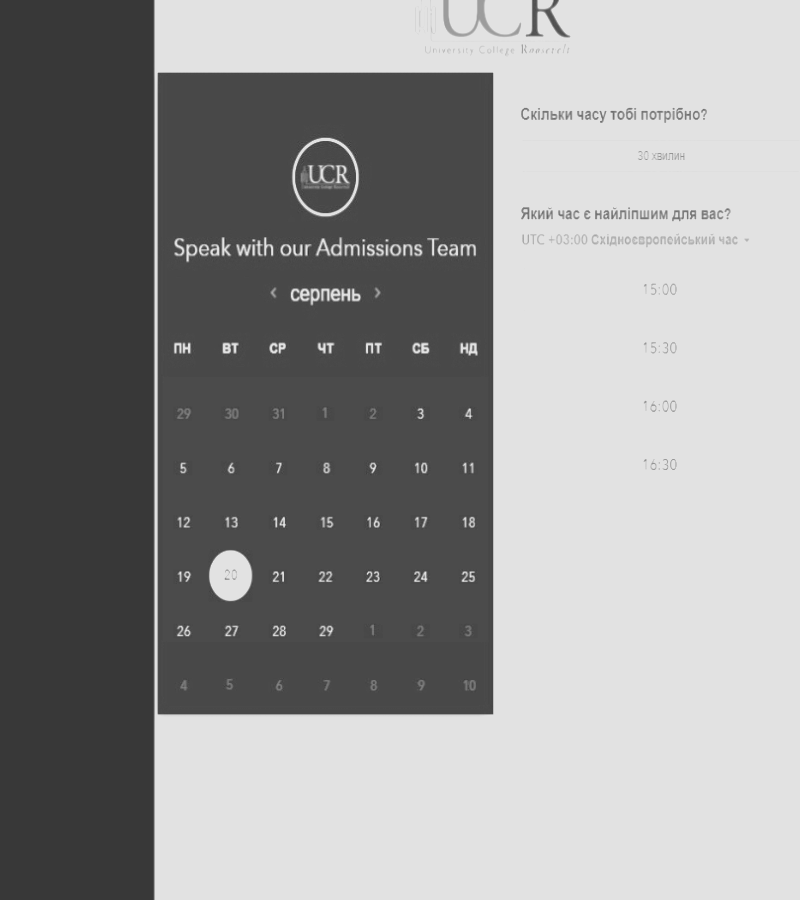 UCR
University College Roosevelt
UCR
Speak with our Admissions Team
‹ серпень ›
ПН ВТ СР ЧТ ПТ СБ НД
29 30 31 1 2 3 4
5 6 7 8 9 10 11
12 13 14 15 16 17 18
19 20 21 22 23 24 25
26 27 28 29 1 2 3
4 5 6 7 8 9 10
Скільки часу тобі потрібно?
30 хвилин
Який час є найліпшим для вас?
UTC +03:00 Східноєвропейський час
15:00
15:30
16:00
16:30